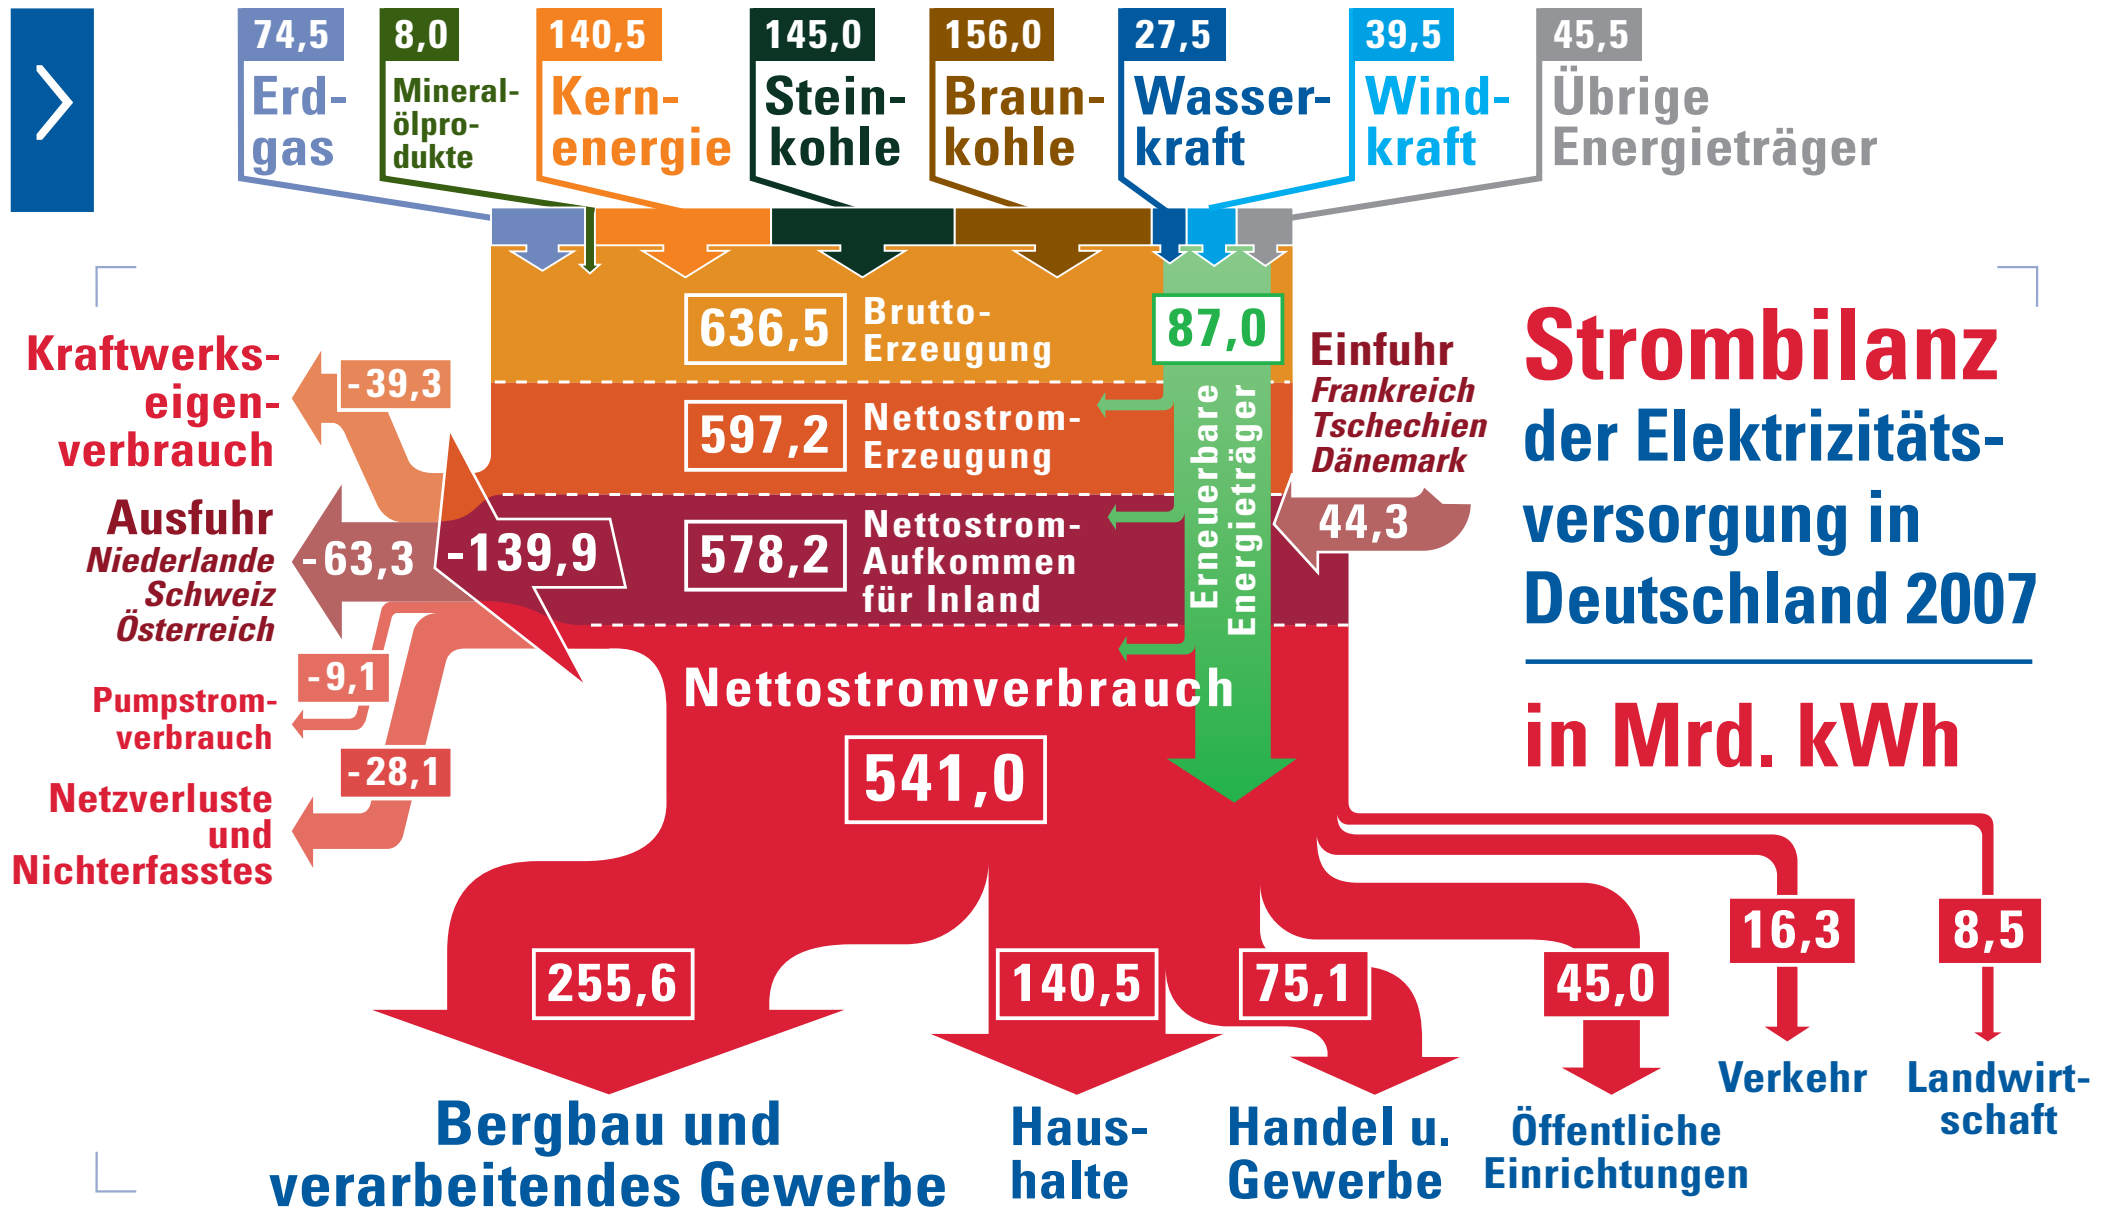 74,5
8,0
140,5
145,0
156,0
27,5
39,5
45,5
Erd-
gas
Mineral-
ölpro-
dukte
Kern-
energie
Stein-
kohle
Braun-
kohle
Wasser-
kraft
Wind-
kraft
Übrige
Energieträger
636,5
Brutto-
Erzeugung
87,0
597,2
Nettostrom-
Erzeugung
578,2
Nettostrom-
Aufkommen
für Inland
Erneuerbare
Energieträger
Einfuhr
Frankreich
Tschechien
Dänemark
44,3
Strombilanz
der Elektrizitäts-
versorgung in
Deutschland 2007
in Mrd. kWh
Kraftwerks-
eigen-
verbrauch
-39,3
Ausfuhr
Niederlande
Schweiz
Österreich
-63,3
-139,9
Pumpstrom-
verbrauch
-9,1
Netzverluste
und
Nichterfasstes
-28,1
Nettostromverbrauch
541,0
255,6
140,5
75,1
45,0
16,3
8,5
Bergbau und
verarbeitendes Gewerbe
Haus-
halte
Handel u.
Gewerbe
Öffentliche
Einrichtungen
Verkehr
Landwirt-
schaft